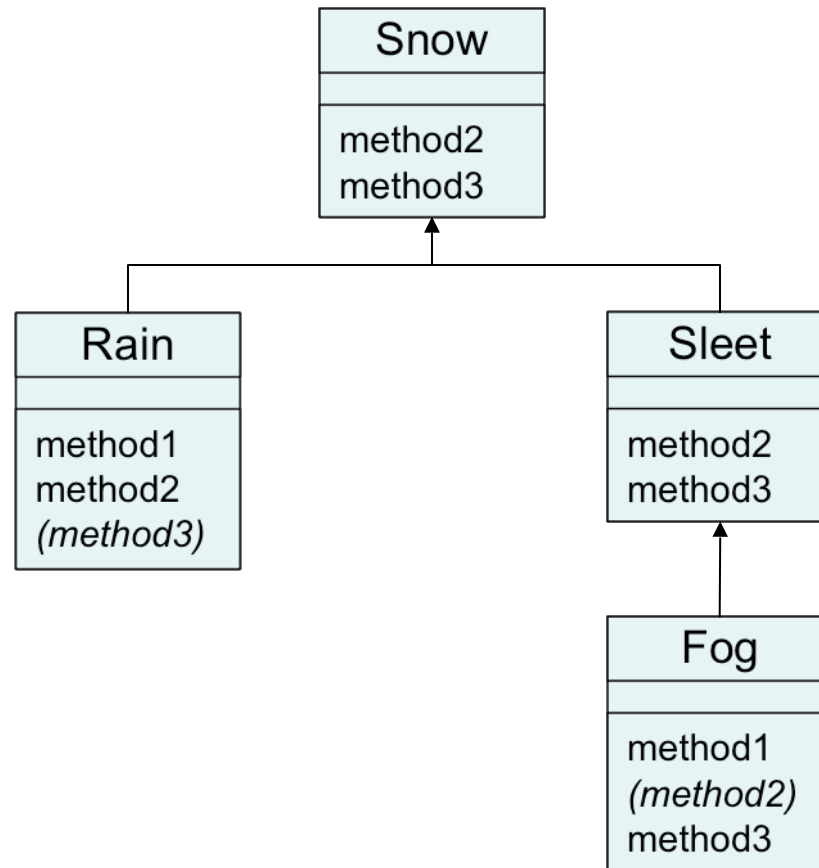 Snow
method2
method3
Rain
method1
method2
(method3)
Sleet
method2
method3
Fog
method1
(method2)
method3